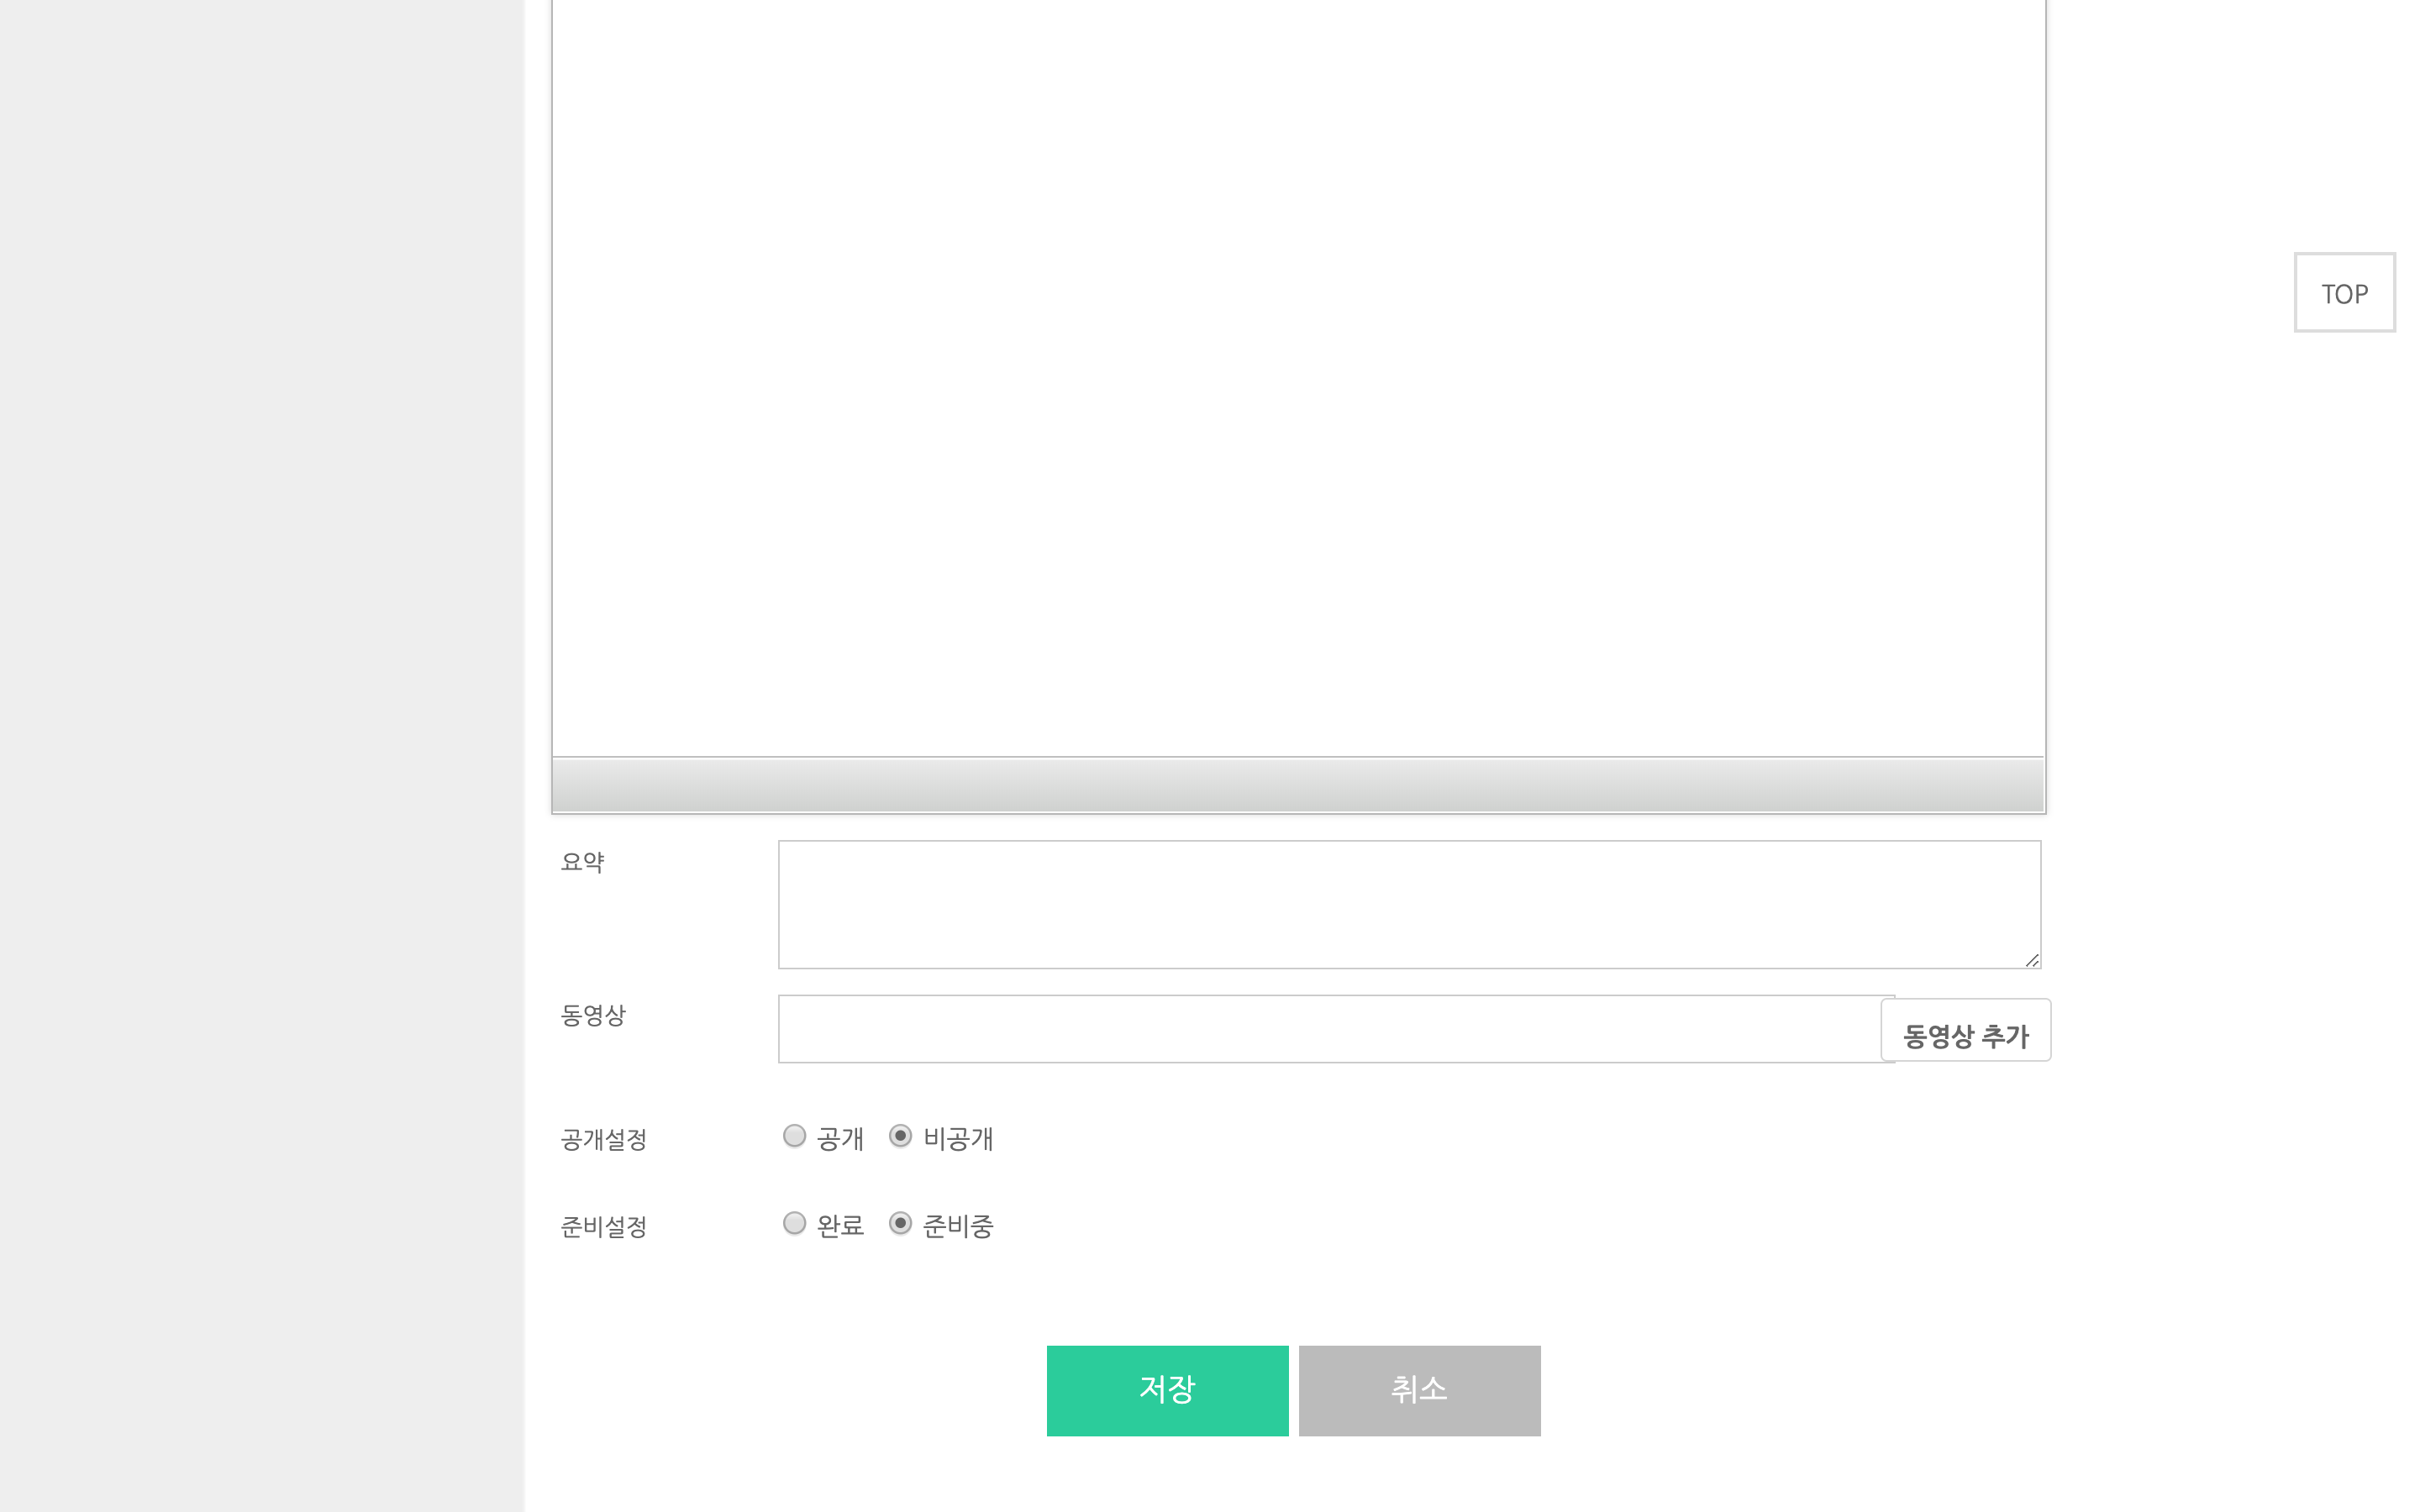 TOP
요약
동영상 동영상 추가
공개설정 공개 비공개
준비설정 완료 준비중
저장 취소